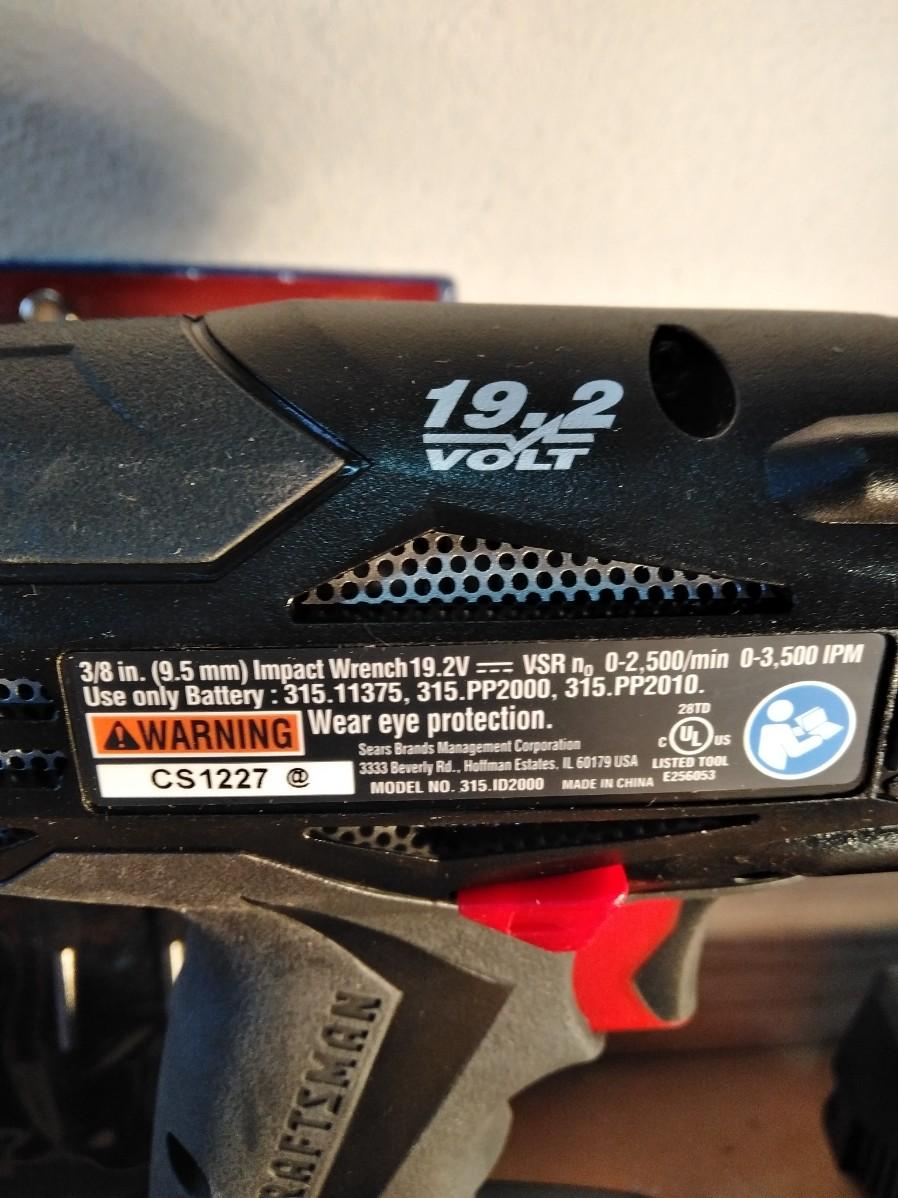 19.2
VOLT
3/8 in. (9.5 mm) Impact Wrench 19.2V ⎓ VSR n₀ 0-2,500/min 0-3,500 IPM
Use only Battery : 315.11375, 315.PP2000, 315.PP2010.
⚠WARNING Wear eye protection.
CS1227 @
Sears Brands Management Corporation
3333 Beverly Rd., Hoffman Estates. IL 60179 USA
MODEL NO. 315.ID2000 MADE IN CHINA
28TD
C UL US
LISTED TOOL
E256053
RAFTSMAN